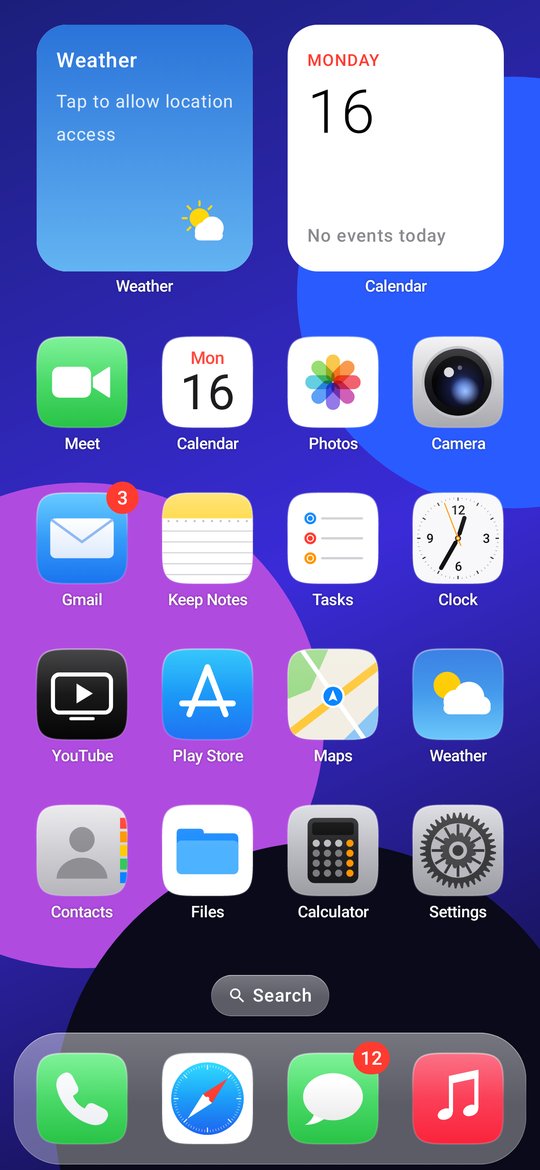 Weather
Tap to allow location
access
Weather
MONDAY
16
No events today
Calendar
Meet
Mon
16
Calendar
Photos
Camera
3
Gmail
Keep Notes
Tasks
12
9
3
6
Clock
YouTube
Play Store
Maps
Weather
Contacts
Files
Calculator
Settings
Search
12